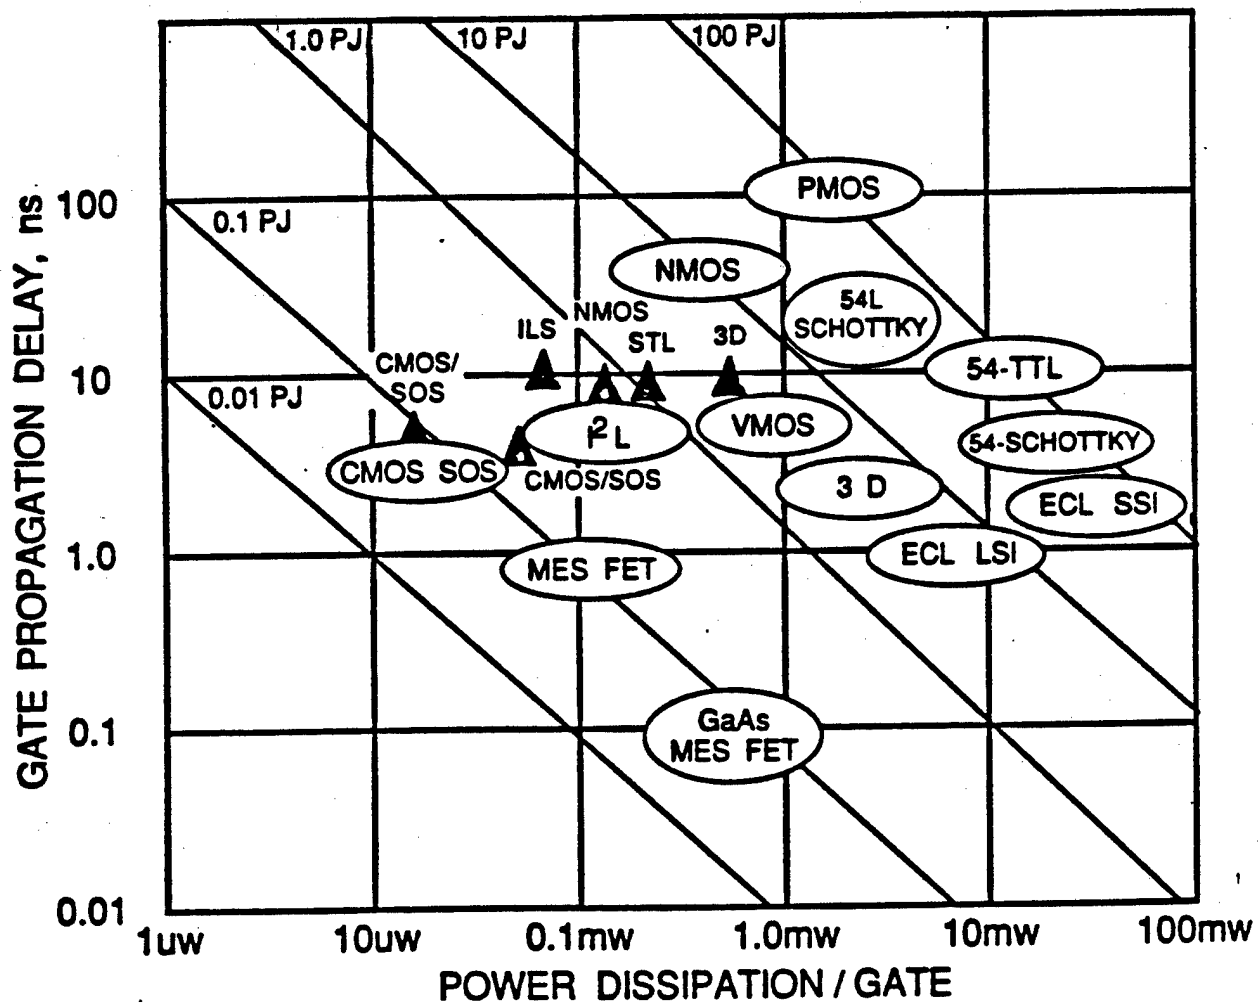 1.0 PJ
10 PJ
100 PJ
PMOS
100
0.1 PJ
NMOS
54L
SCHOTTKY
NMOS
ILS
STL
3D
CMOS/
SOS
54-TTL
10
0.01 PJ
I²L
VMOS
54-SCHOTTKY
CMOS SOS
CMOS/SOS
3 D
ECL SSI
1.0
MES FET
ECL LSI
GaAs
MES FET
0.1
0.01
GATE PROPAGATION DELAY, ns
1uw
10uw
0.1mw
1.0mw
10mw
100mw
POWER DISSIPATION / GATE